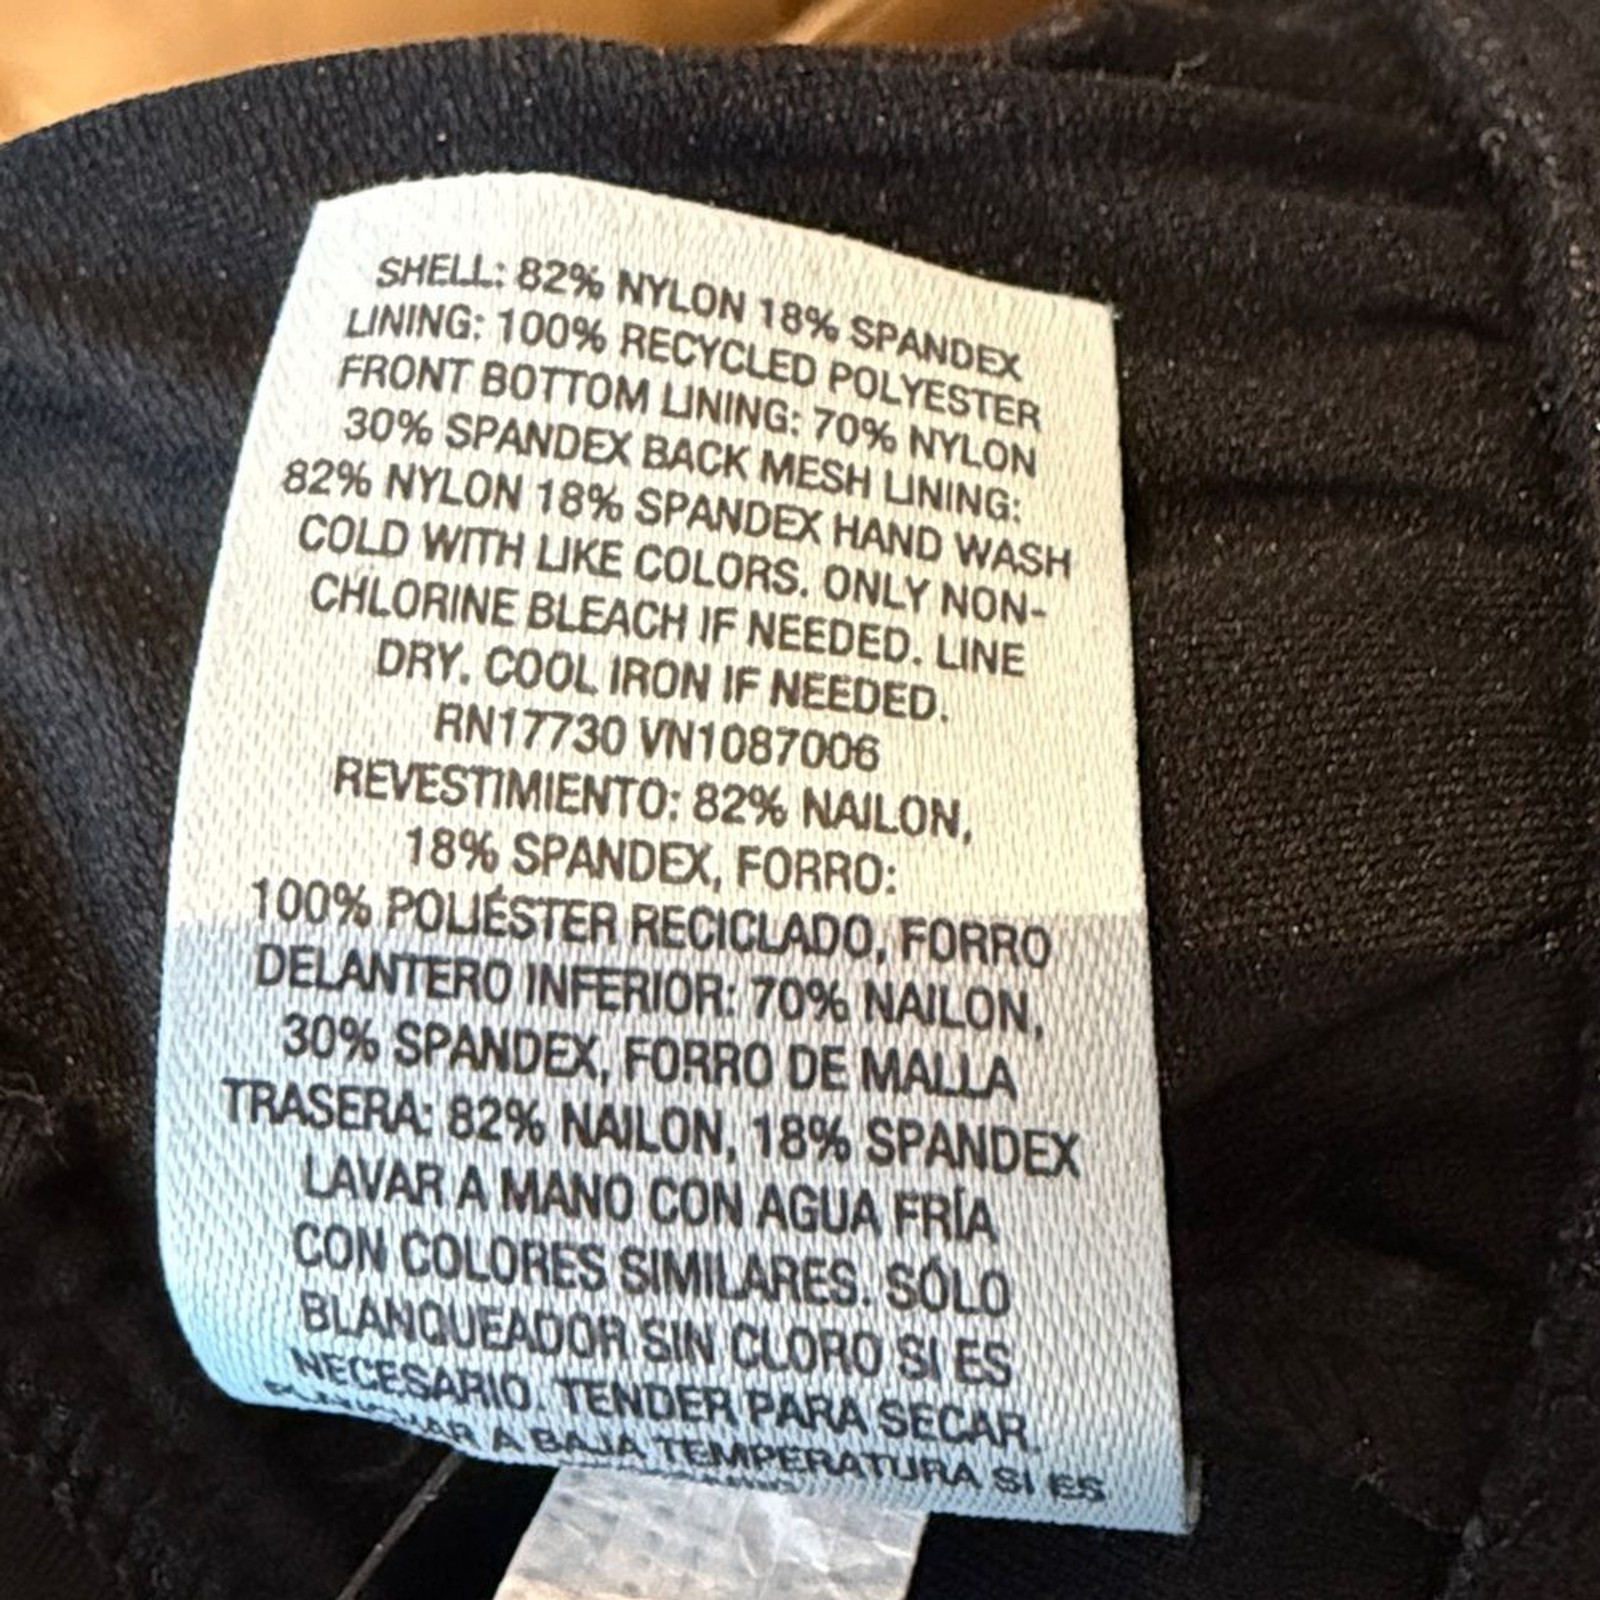 SHELL: 82% NYLON 18% SPANDEX
LINING: 100% RECYCLED POLYESTER
FRONT BOTTOM LINING: 70% NYLON
30% SPANDEX BACK MESH LINING:
82% NYLON 18% SPANDEX HAND WASH
COLD WITH LIKE COLORS. ONLY NON-
CHLORINE BLEACH IF NEEDED. LINE
DRY. COOL IRON IF NEEDED.
RN17730 VN1087006
REVESTIMIENTO: 82% NAILON,
18% SPANDEX, FORRO:
100% POLIÉSTER RECICLADO, FORRO
DELANTERO INFERIOR: 70% NAILON,
30% SPANDEX, FORRO DE MALLA
TRASERA: 82% NAILON, 18% SPANDEX
LAVAR A MANO CON AGUA FRÍA
CON COLORES SIMILARES. SÓLO
BLANQUEADOR SIN CLORO SI ES
NECESARIO. TENDER PARA SECAR.
A BAJA TEMPERATURA SI ES